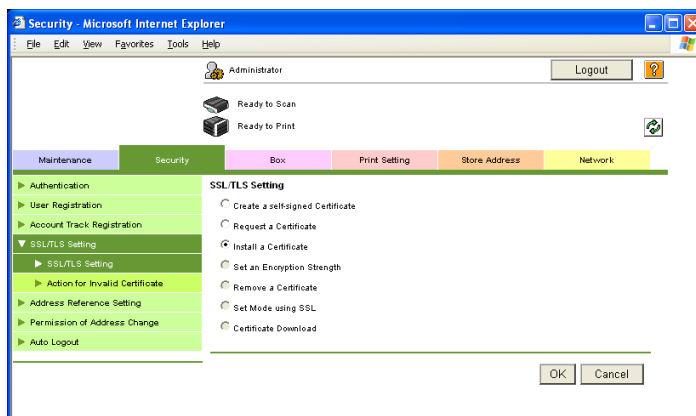 Security - Microsoft Internet Explorer
File Edit View Favorites Tools Help
Administrator
Logout
?
Ready to Scan
Ready to Print
Maintenance Security Box Print Setting Store Address Network
Authentication
User Registration
Account Track Registration
SSL/TLS Setting
SSL/TLS Setting
Action for Invalid Certificate
Address Reference Setting
Permission of Address Change
Auto Logout
SSL/TLS Setting
Create a self-signed Certificate
Request a Certificate
Install a Certificate
Set an Encryption Strength
Remove a Certificate
Set Mode using SSL
Certificate Download
OK Cancel